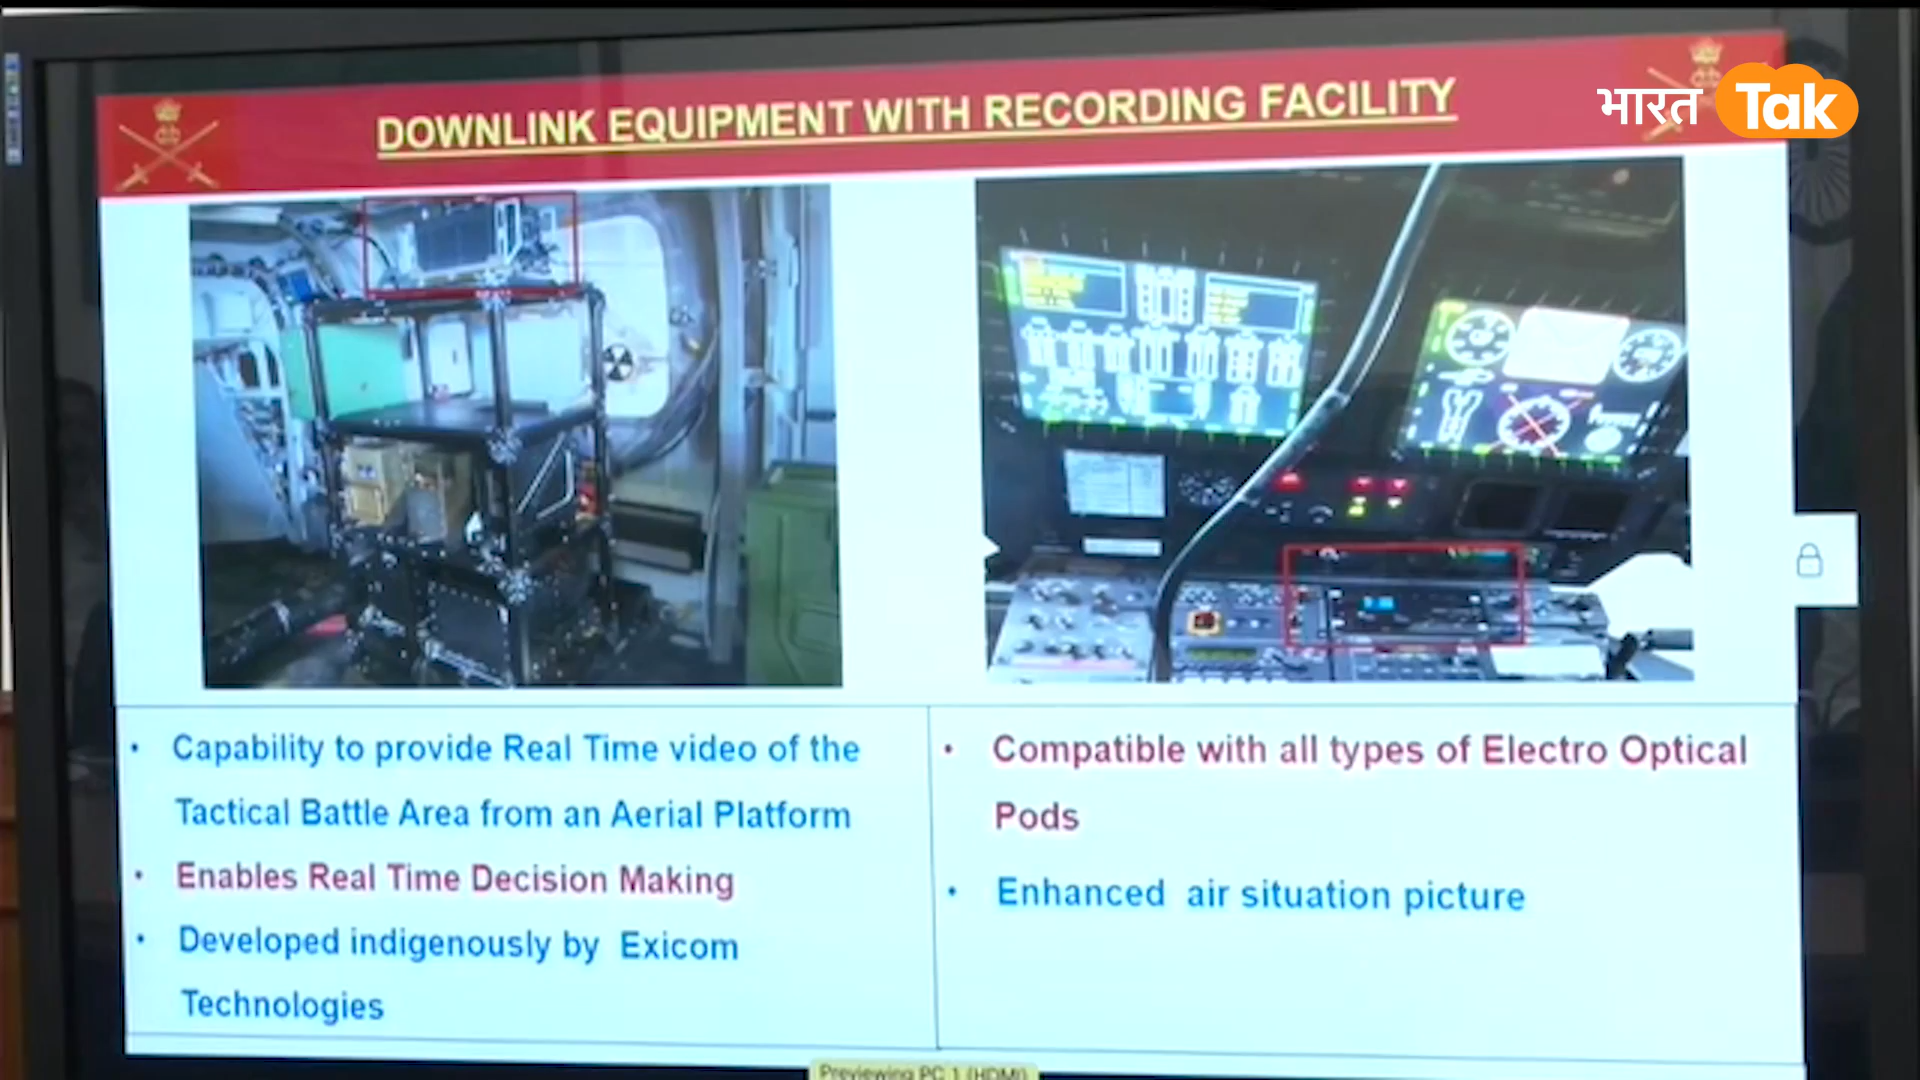 DOWNLINK EQUIPMENT WITH RECORDING FACILITY
भारत Tak
• Capability to provide Real Time video of the
Tactical Battle Area from an Aerial Platform
• Enables Real Time Decision Making
• Developed indigenously by Exicom
Technologies
• Compatible with all types of Electro Optical
Pods
• Enhanced air situation picture
Previewing PC 1 (HDMI)